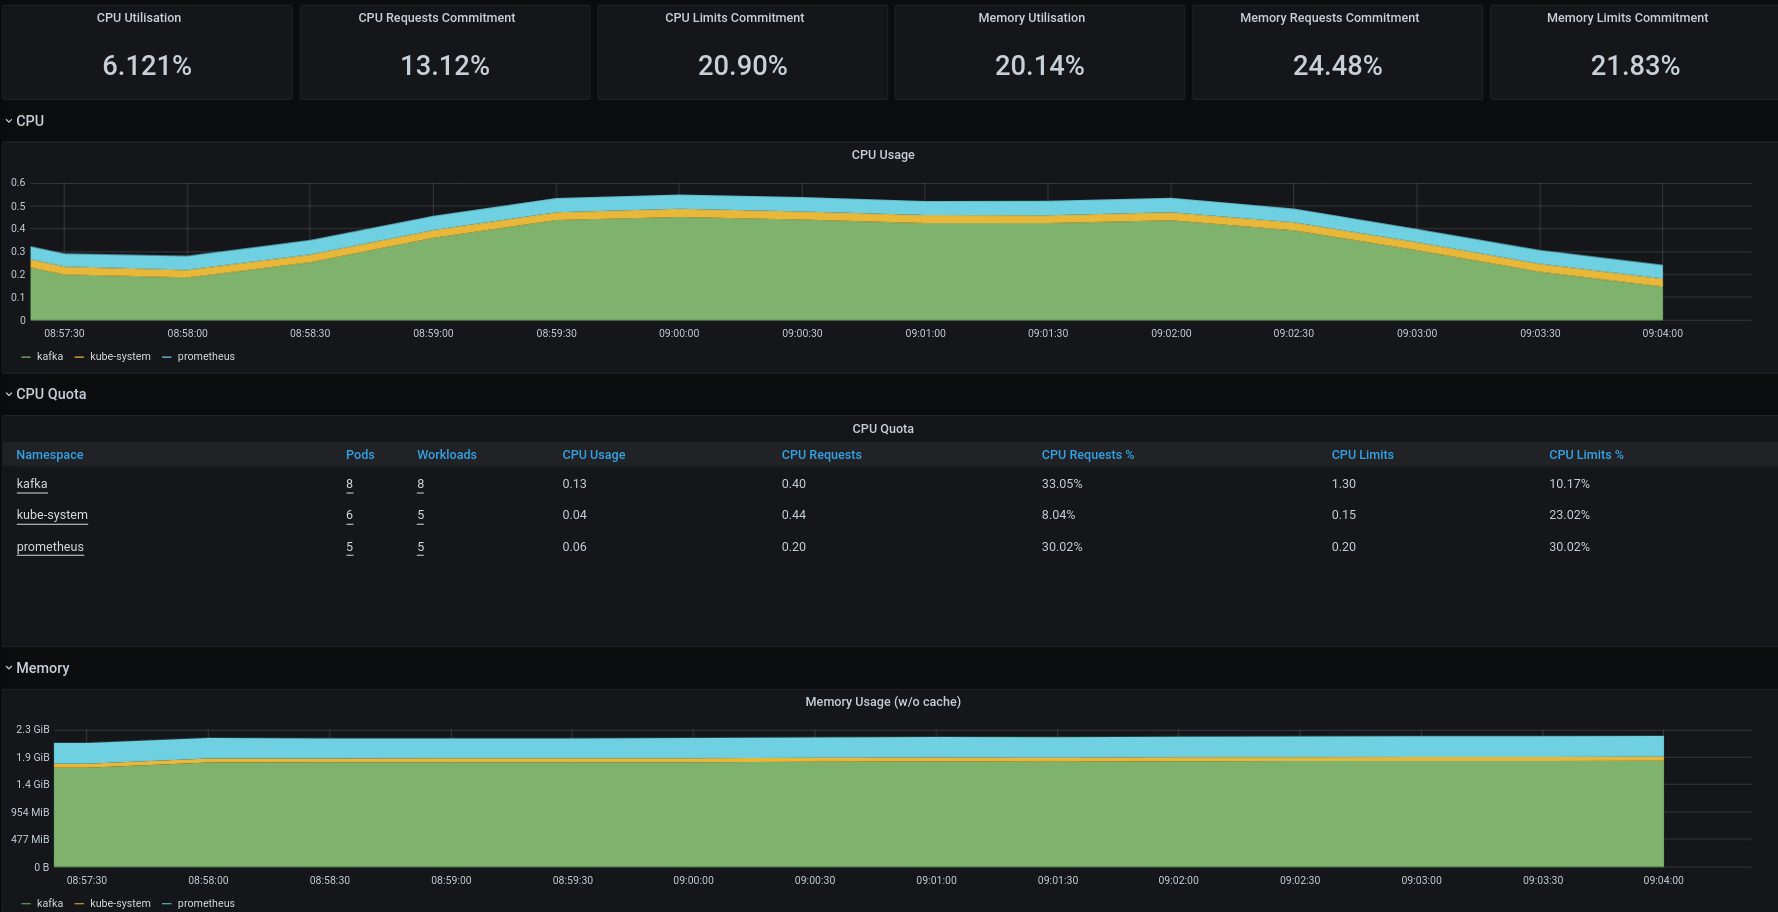 CPU Utilisation CPU Requests Commitment CPU Limits Commitment Memory Utilisation Memory Requests Commitment Memory Limits Commitment
6.121% 13.12% 20.90% 20.14% 24.48% 21.83%
CPU
CPU Usage
0.6
0.5
0.4
0.3
0.2
0.1
0
08:57:30 08:58:00 08:58:30 08:59:00 08:59:30 09:00:00 09:00:30 09:01:00 09:01:30 09:02:00 09:02:30 09:03:00 09:03:30 09:04:00
kafka kube-system prometheus
CPU Quota
CPU Quota
Namespace Pods Workloads CPU Usage CPU Requests CPU Requests % CPU Limits CPU Limits %
kafka 8 8 0.13 0.40 33.05% 1.30 10.17%
kube-system 6 5 0.04 0.44 8.04% 0.15 23.02%
prometheus 5 5 0.06 0.20 30.02% 0.20 30.02%
Memory
Memory Usage (w/o cache)
2.3 GiB
1.9 GiB
1.4 GiB
954 MiB
477 MiB
0 B
08:57:30 08:58:00 08:58:30 08:59:00 08:59:30 09:00:00 09:00:30 09:01:00 09:01:30 09:02:00 09:02:30 09:03:00 09:03:30 09:04:00
kafka kube-system prometheus